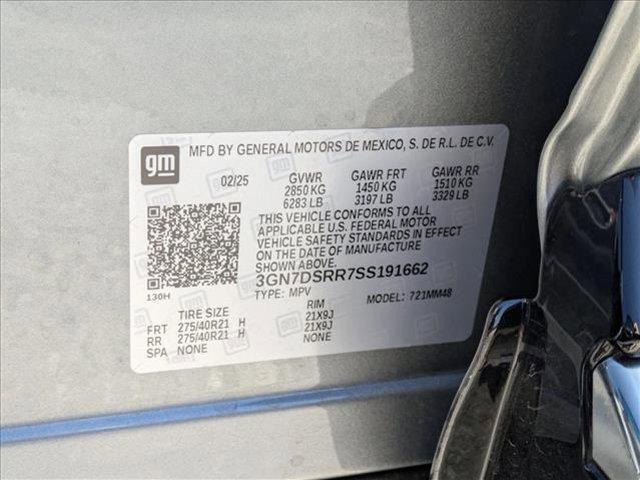 gm
MFD BY GENERAL MOTORS DE MEXICO, S. DE R.L. DE C.V.
02/25 GVWR GAWR FRT GAWR RR
2850 KG 1450 KG 1510 KG
6283 LB 3197 LB 3329 LB
THIS VEHICLE CONFORMS TO ALL
APPLICABLE U.S. FEDERAL MOTOR
VEHICLE SAFETY STANDARDS IN EFFECT
ON THE DATE OF MANUFACTURE
SHOWN ABOVE.
3GN7DSRR7SS191662
130H TYPE: MPV MODEL: 721MM48
TIRE SIZE RIM
FRT 275/40R21 H 21X9J
RR 275/40R21 H 21X9J
SPA NONE NONE